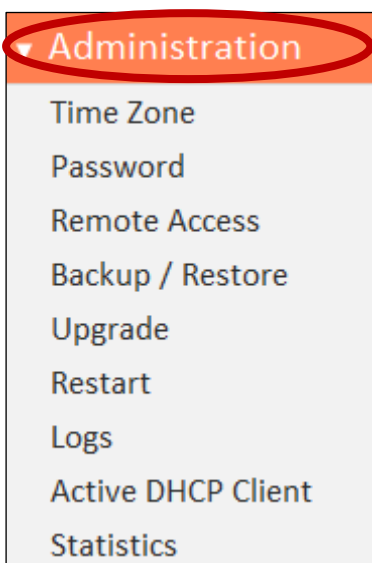 Administration
Time Zone
Password
Remote Access
Backup / Restore
Upgrade
Restart
Logs
Active DHCP Client
Statistics